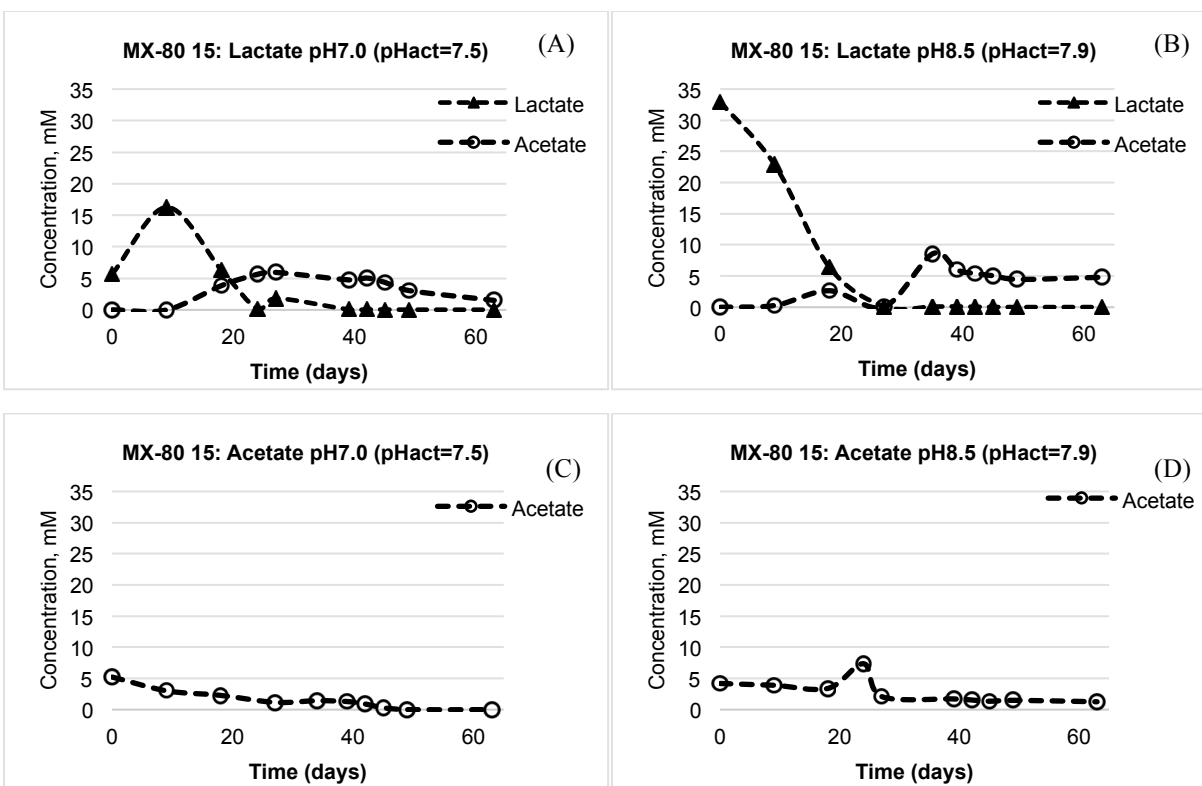 MX-80 15: Lactate pH7.0 (pHact=7.5)
(A)
35
30
25
20
15
10
5
0
Concentration, mM
Lactate
Acetate
0 20 40 60
Time (days)
MX-80 15: Lactate pH8.5 (pHact=7.9)
(B)
35
30
25
20
15
10
5
0
Concentration, mM
Lactate
Acetate
0 20 40 60
Time (days)
MX-80 15: Acetate pH7.0 (pHact=7.5)
(C)
35
30
25
20
15
10
5
0
Concentration, mM
Acetate
0 20 40 60
Time (days)
MX-80 15: Acetate pH8.5 (pHact=7.9)
(D)
35
30
25
20
15
10
5
0
Concentration, mM
Acetate
0 20 40 60
Time (days)